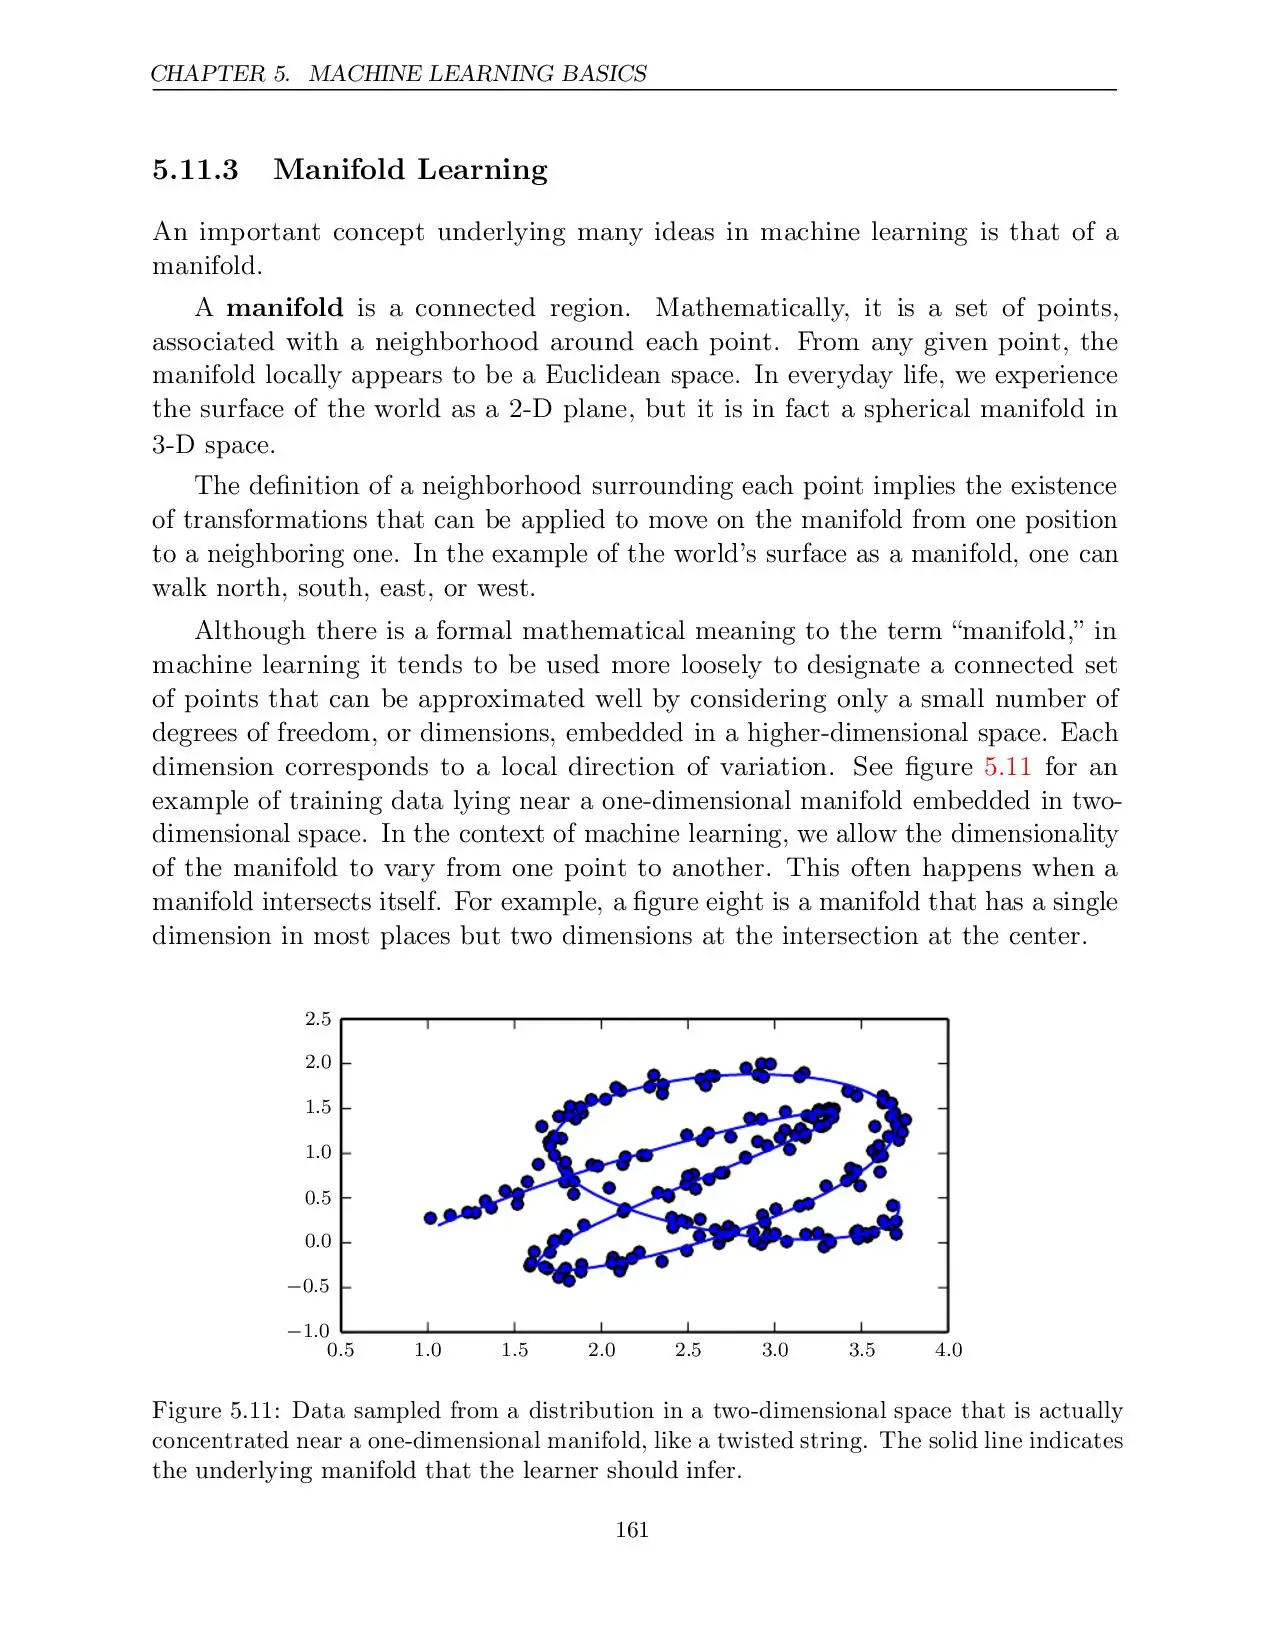 CHAPTER 5. MACHINE LEARNING BASICS
5.11.3 Manifold Learning
An important concept underlying many ideas in machine learning is that of a
manifold.
A manifold is a connected region. Mathematically, it is a set of points,
associated with a neighborhood around each point. From any given point, the
manifold locally appears to be a Euclidean space. In everyday life, we experience
the surface of the world as a 2-D plane, but it is in fact a spherical manifold in
3-D space.
The definition of a neighborhood surrounding each point implies the existence
of transformations that can be applied to move on the manifold from one position
to a neighboring one. In the example of the world's surface as a manifold, one can
walk north, south, east, or west.
Although there is a formal mathematical meaning to the term “manifold,” in
machine learning it tends to be used more loosely to designate a connected set
of points that can be approximated well by considering only a small number of
degrees of freedom, or dimensions, embedded in a higher-dimensional space. Each
dimension corresponds to a local direction of variation. See figure 5.11 for an
example of training data lying near a one-dimensional manifold embedded in two-
dimensional space. In the context of machine learning, we allow the dimensionality
of the manifold to vary from one point to another. This often happens when a
manifold intersects itself. For example, a figure eight is a manifold that has a single
dimension in most places but two dimensions at the intersection at the center.
2.5
2.0
1.5
1.0
0.5
0.0
−0.5
−1.0
0.5 1.0 1.5 2.0 2.5 3.0 3.5 4.0
Figure 5.11: Data sampled from a distribution in a two-dimensional space that is actually
concentrated near a one-dimensional manifold, like a twisted string. The solid line indicates
the underlying manifold that the learner should infer.
161